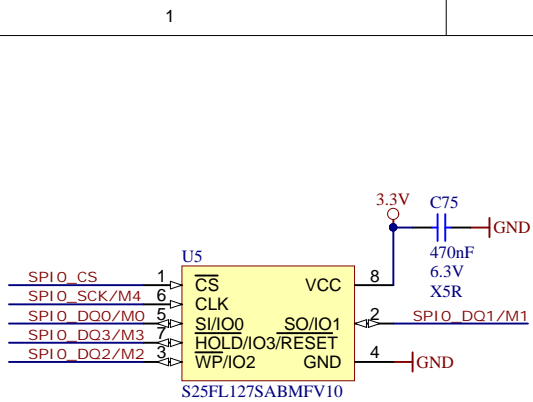 1
3.3V
C75
GND
470nF
6.3V
X5R
U5
SPI0_CS 1 CS VCC 8
SPI0_SCK/M4 6 CLK
SPI0_DQ0/M0 5 SI/IO0 SO/IO1 2 SPI0_DQ1/M1
SPI0_DQ3/M3 7 HOLD/IO3/RESET
SPI0_DQ2/M2 3 WP/IO2 GND 4 GND
S25FL127SABMFV10